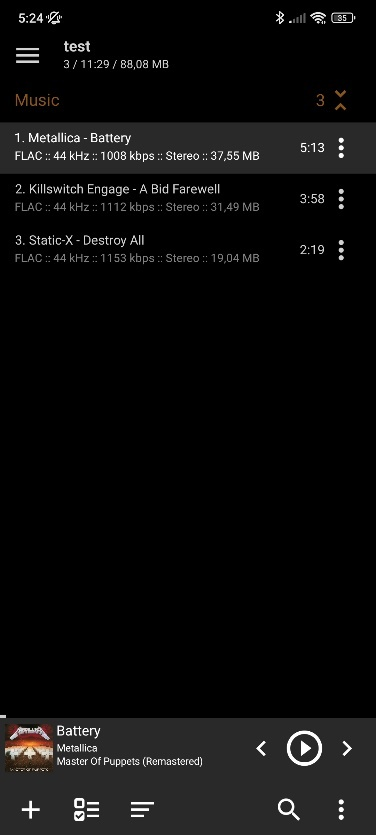 5:24
35
test
3 / 11:29 / 88,08 MB
Music 3
1. Metallica - Battery
FLAC :: 44 kHz :: 1008 kbps :: Stereo :: 37,55 MB
5:13
2. Killswitch Engage - A Bid Farewell
FLAC :: 44 kHz :: 1112 kbps :: Stereo :: 31,49 MB
3:58
3. Static-X - Destroy All
FLAC :: 44 kHz :: 1153 kbps :: Stereo :: 19,04 MB
2:19
METALLICA
Battery
Metallica
Master Of Puppets (Remastered)